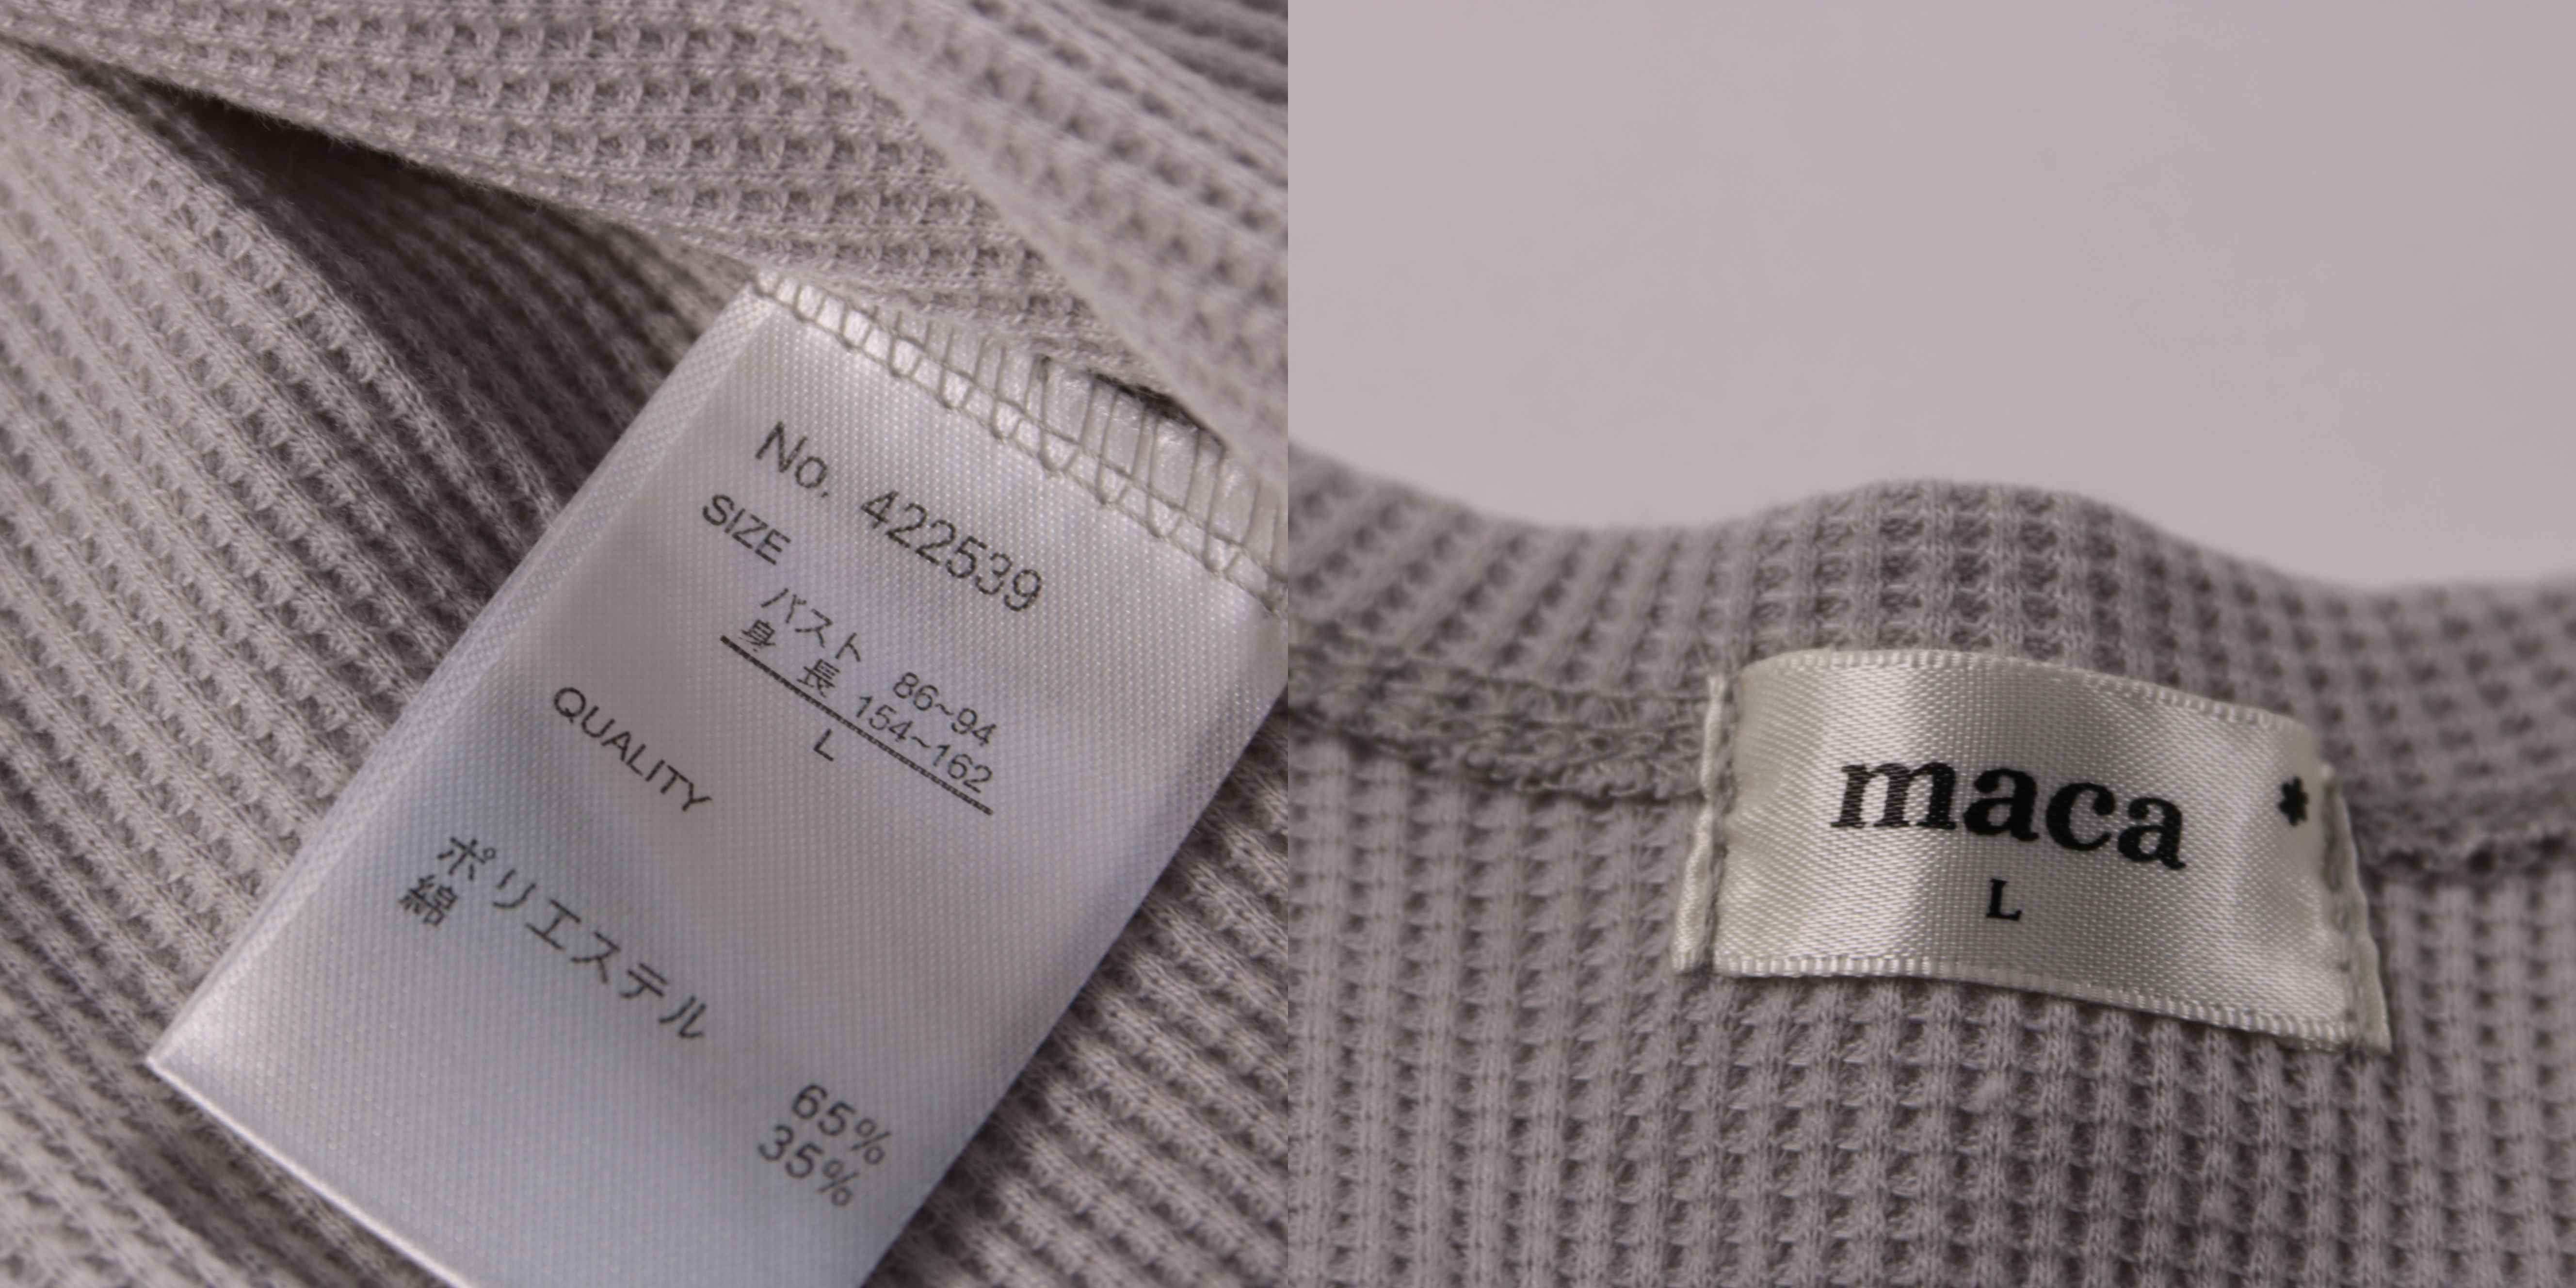 No. 422539
SIZE
バスト 86~94
身 長 154~162
L
QUALITY
ポリエステル 65%
綿 35%
maca *
L